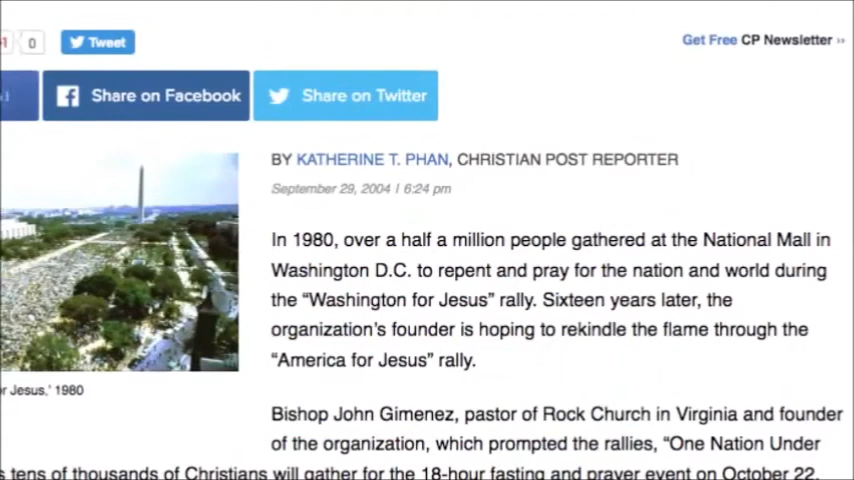 0
Tweet
Get Free CP Newsletter »
Share on Facebook
Share on Twitter
BY KATHERINE T. PHAN, CHRISTIAN POST REPORTER
September 29, 2004 | 6:24 pm
In 1980, over a half a million people gathered at the National Mall in
Washington D.C. to repent and pray for the nation and world during
the “Washington for Jesus” rally. Sixteen years later, the
organization’s founder is hoping to rekindle the flame through the
“America for Jesus” rally.
or Jesus,' 1980
Bishop John Gimenez, pastor of Rock Church in Virginia and founder
of the organization, which prompted the rallies, “One Nation Under
s tens of thousands of Christians will gather for the 18-hour fasting and prayer event on October 22,